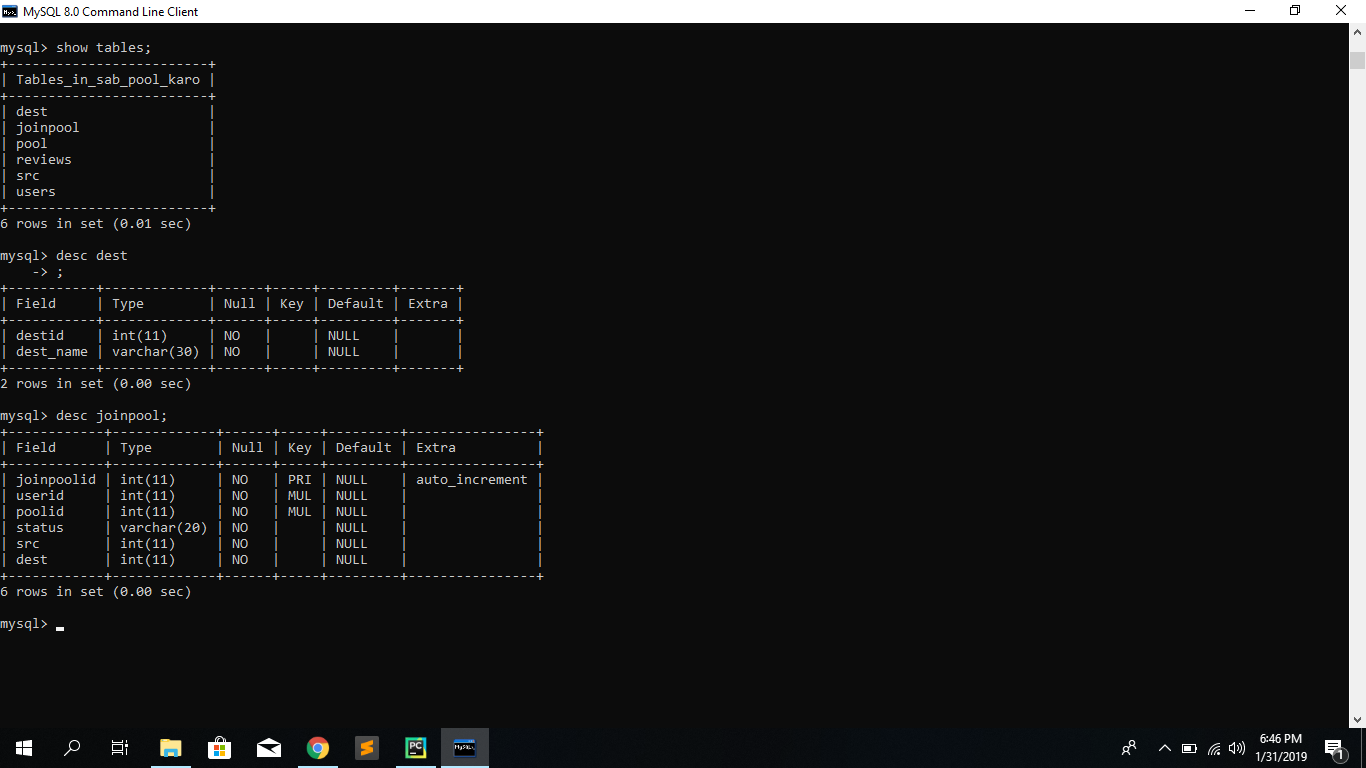 MySQL 8.0 Command Line Client
mysql> show tables;
+-------------------------+
| Tables_in_sab_pool_karo |
+-------------------------+
| dest                    |
| joinpool                |
| pool                    |
| reviews                 |
| src                     |
| users                   |
+-------------------------+
6 rows in set (0.01 sec)
mysql> desc dest
    -> ;
+-----------+-------------+------+-----+---------+-------+
| Field     | Type        | Null | Key | Default | Extra |
+-----------+-------------+------+-----+---------+-------+
| destid    | int(11)     | NO   |     | NULL    |       |
| dest_name | varchar(30) | NO   |     | NULL    |       |
+-----------+-------------+------+-----+---------+-------+
2 rows in set (0.00 sec)
mysql> desc joinpool;
+------------+-------------+------+-----+---------+----------------+
| Field      | Type        | Null | Key | Default | Extra          |
+------------+-------------+------+-----+---------+----------------+
| joinpoolid | int(11)     | NO   | PRI | NULL    | auto_increment |
| userid     | int(11)     | NO   | MUL | NULL    |                |
| poolid     | int(11)     | NO   | MUL | NULL    |                |
| status     | varchar(20) | NO   |     | NULL    |                |
| src        | int(11)     | NO   |     | NULL    |                |
| dest       | int(11)     | NO   |     | NULL    |                |
+------------+-------------+------+-----+---------+----------------+
6 rows in set (0.00 sec)
mysql>
PC
MySQL
6:46 PM
1/31/2019
1